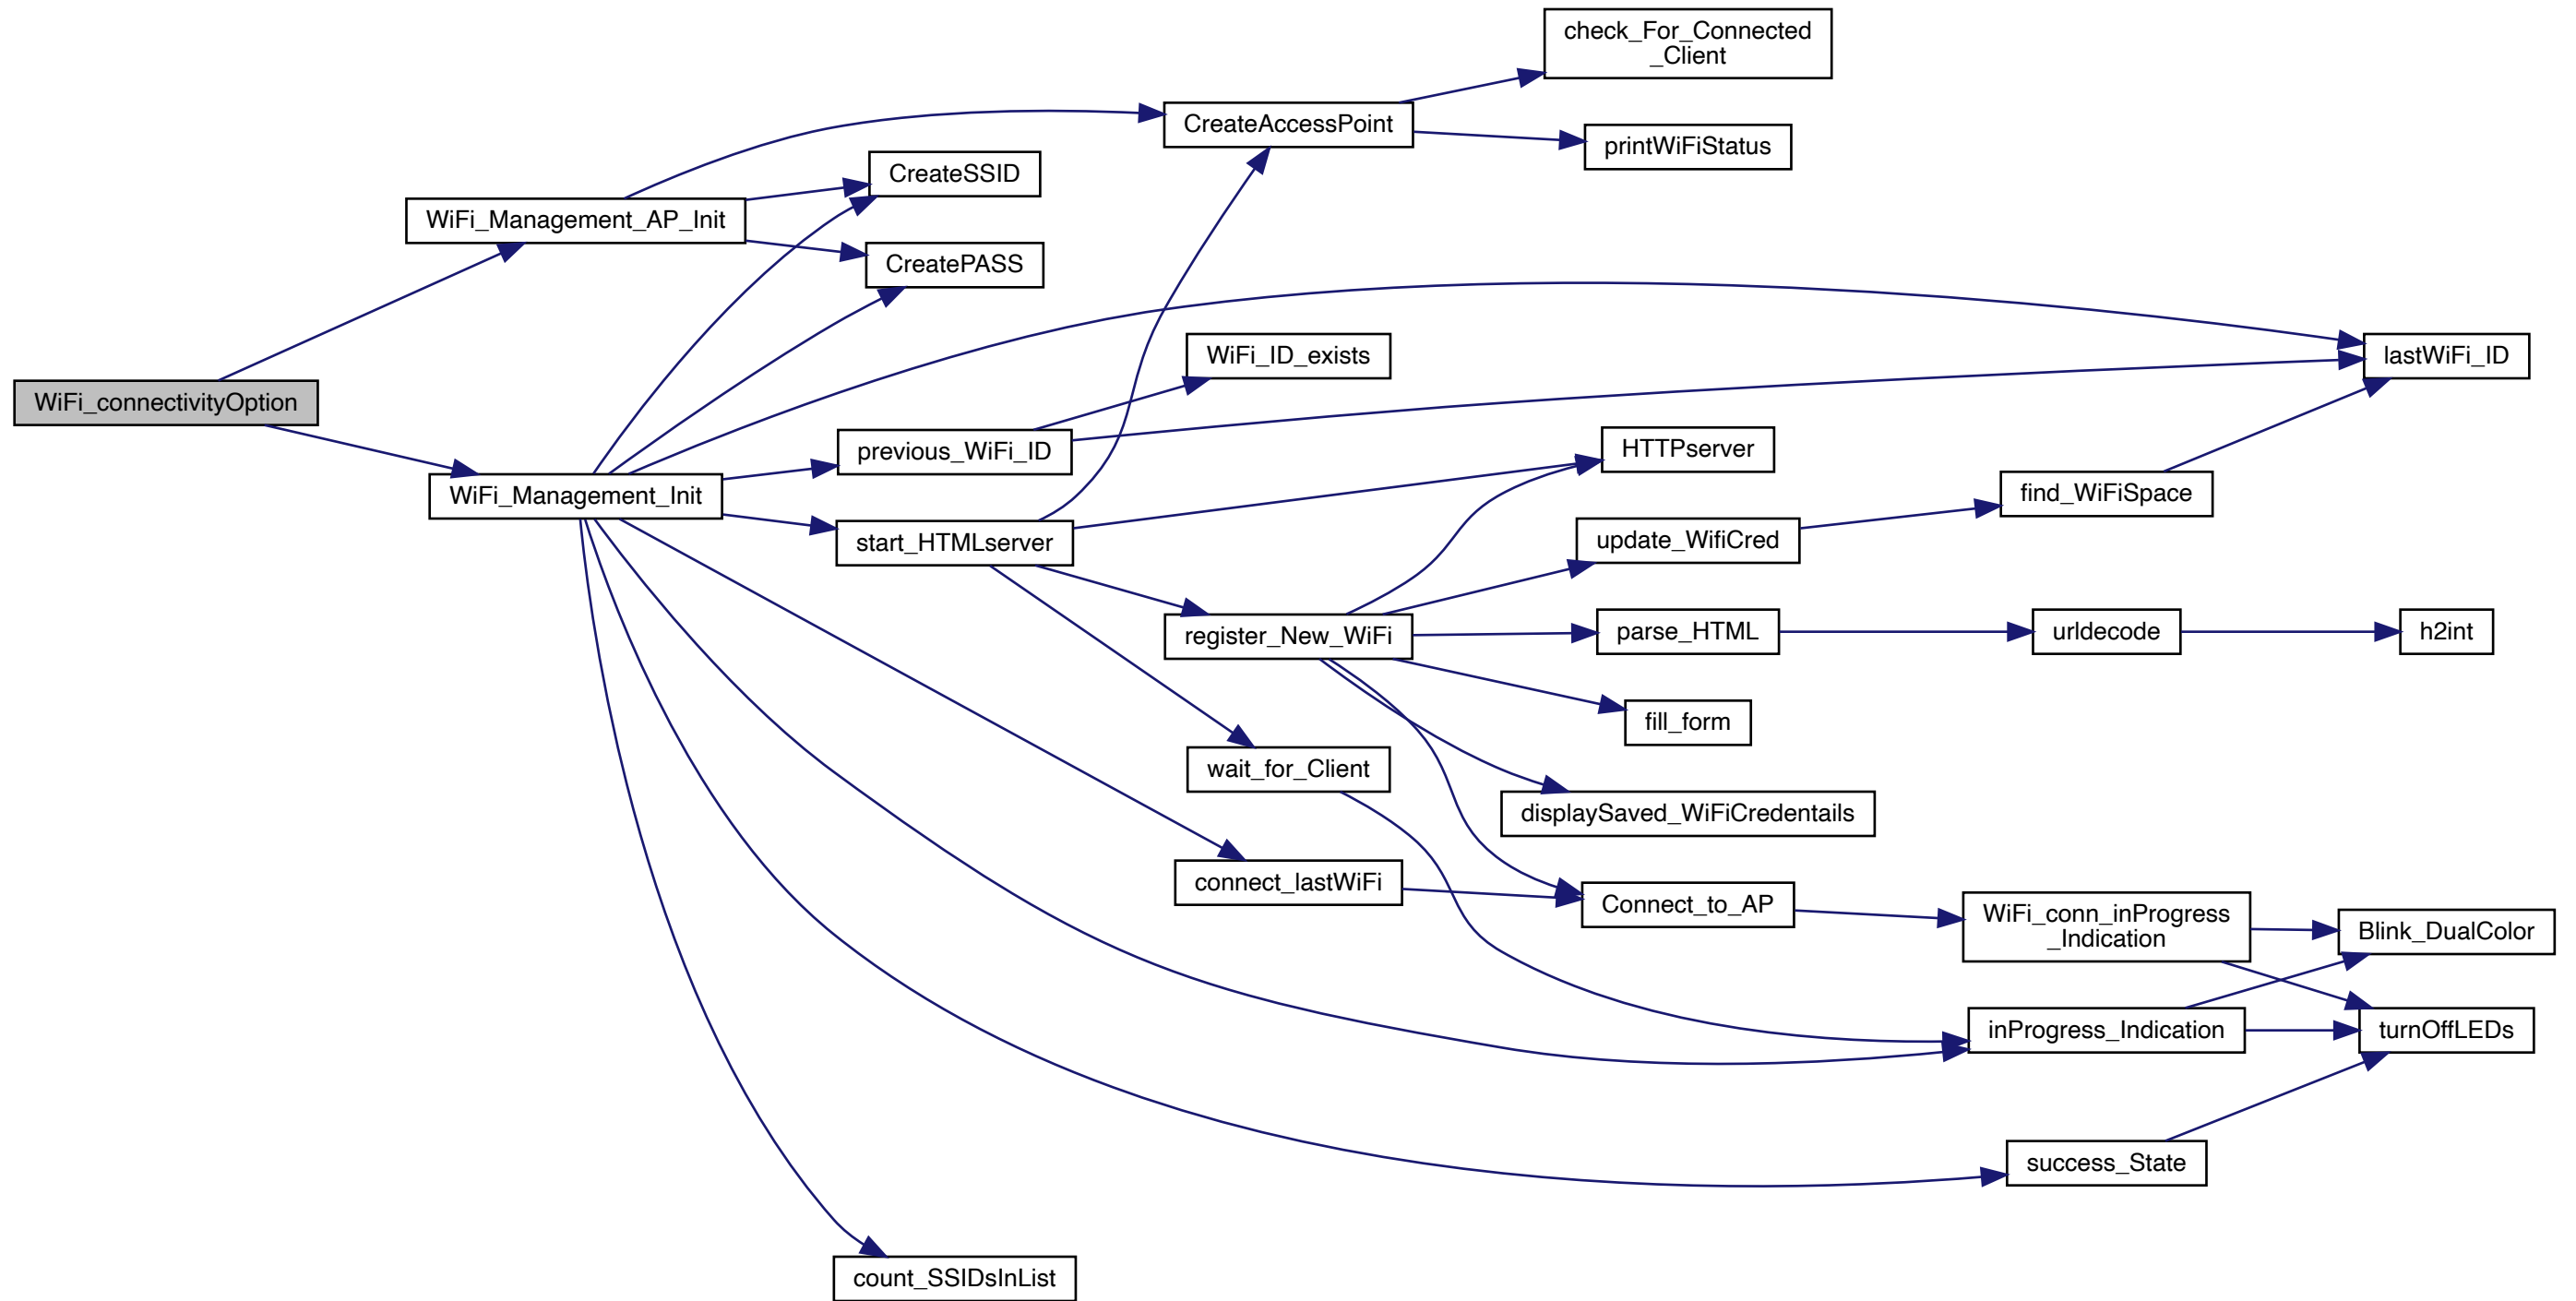 check_For_Connected
_Client
CreateAccessPoint
printWiFiStatus
CreateSSID
WiFi_Management_AP_Init
CreatePASS
WiFi_ID_exists
lastWiFi_ID
WiFi_connectivityOption
previous_WiFi_ID
HTTPserver
WiFi_Management_Init
find_WiFiSpace
start_HTMLserver
update_WifiCred
register_New_WiFi
parse_HTML
urldecode
h2int
fill_form
wait_for_Client
displaySaved_WiFiCredentails
connect_lastWiFi
Connect_to_AP
WiFi_conn_inProgress
_Indication
Blink_DualColor
inProgress_Indication
turnOffLEDs
success_State
count_SSIDsInList